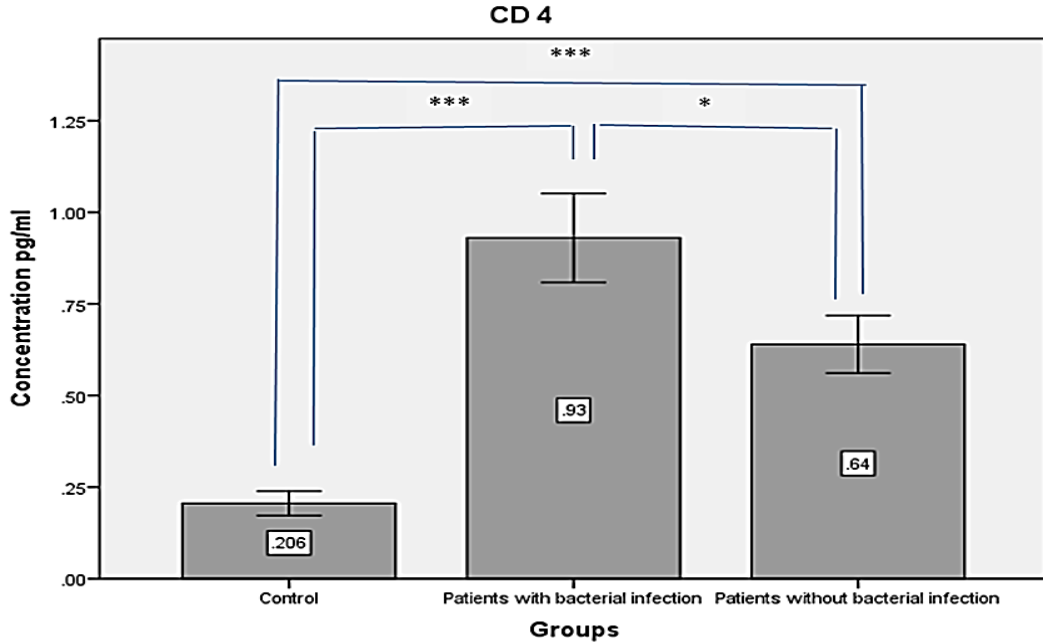 CD 4
***
***
*
Concentration pg/ml
1.25
1.00
.75
.50
.25
.00
.93
.64
.206
Control
Patients with bacterial infection
Patients without bacterial infection
Groups